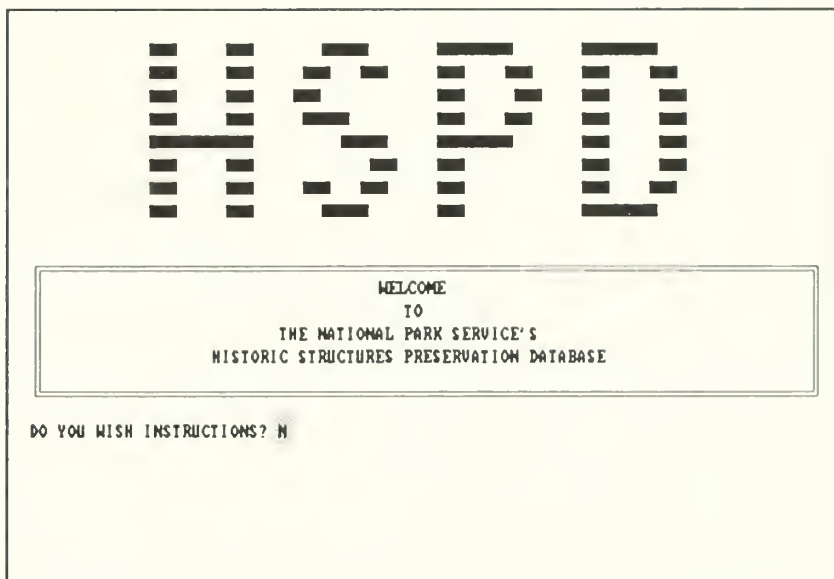 HSPD
WELCOME
TO
THE NATIONAL PARK SERVICE'S
HISTORIC STRUCTURES PRESERVATION DATABASE
DO YOU WISH INSTRUCTIONS? N